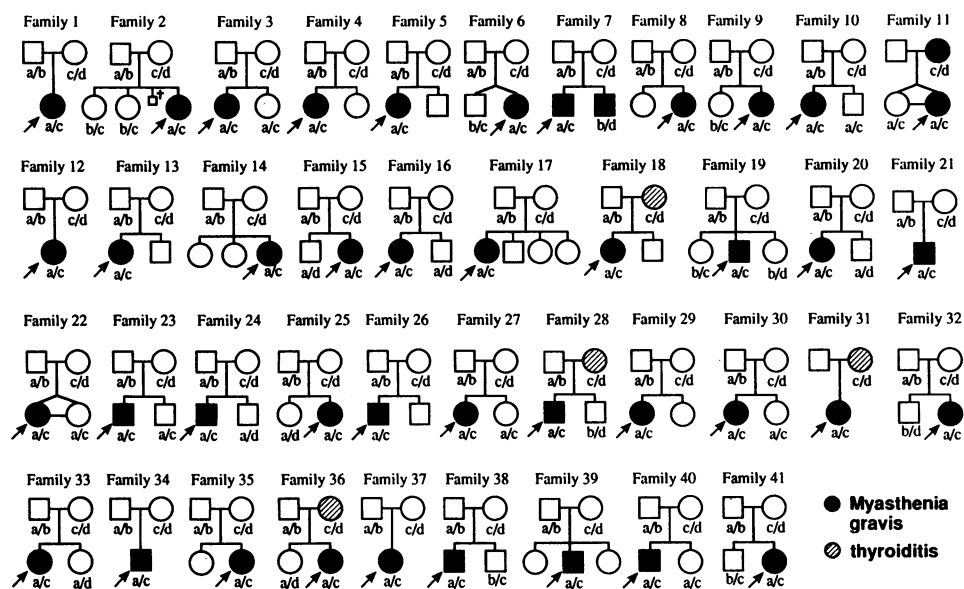 Family 1 Family 2 Family 3 Family 4 Family 5 Family 6 Family 7 Family 8 Family 9 Family 10 Family 11
a/b c/d a/b c/d a/b c/d a/b c/d a/b c/d a/b c/d a/b c/d a/b c/d a/b c/d a/b c/d c/d
†
a/c b/c b/c a/c a/c a/c a/c a/c b/c a/c a/c b/d a/c b/c a/c a/c a/c a/c a/c
Family 12 Family 13 Family 14 Family 15 Family 16 Family 17 Family 18 Family 19 Family 20 Family 21
a/b c/d a/b c/d a/b c/d a/b c/d a/b c/d a/b c/d a/b c/d a/b c/d a/b c/d a/b c/d
a/c a/c a/c a/d a/c a/c a/d a/c a/c b/c a/c b/d a/c a/d a/c
Family 22 Family 23 Family 24 Family 25 Family 26 Family 27 Family 28 Family 29 Family 30 Family 31 Family 32
a/b c/d a/b c/d a/b c/d a/b c/d a/b c/d a/b c/d a/b c/d a/b c/d a/b c/d c/d a/b c/d
a/c a/c a/c a/c a/c a/d a/d a/c a/c a/c a/c a/c b/d a/c a/c a/c a/c b/d a/c
Family 33 Family 34 Family 35 Family 36 Family 37 Family 38 Family 39 Family 40 Family 41
a/b c/d a/b c/d a/b c/d a/b c/d a/b c/d a/b c/d a/b c/d a/b c/d a/b c/d
a/c a/d a/c a/c a/d a/c a/c a/c b/c a/c a/c a/c b/c a/c
Myasthenia
gravis
thyroiditis